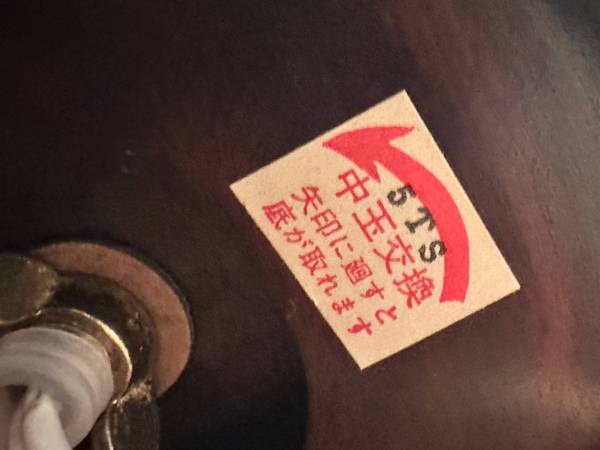 5TS
中玉交換
矢印に廻すと
底が取れます